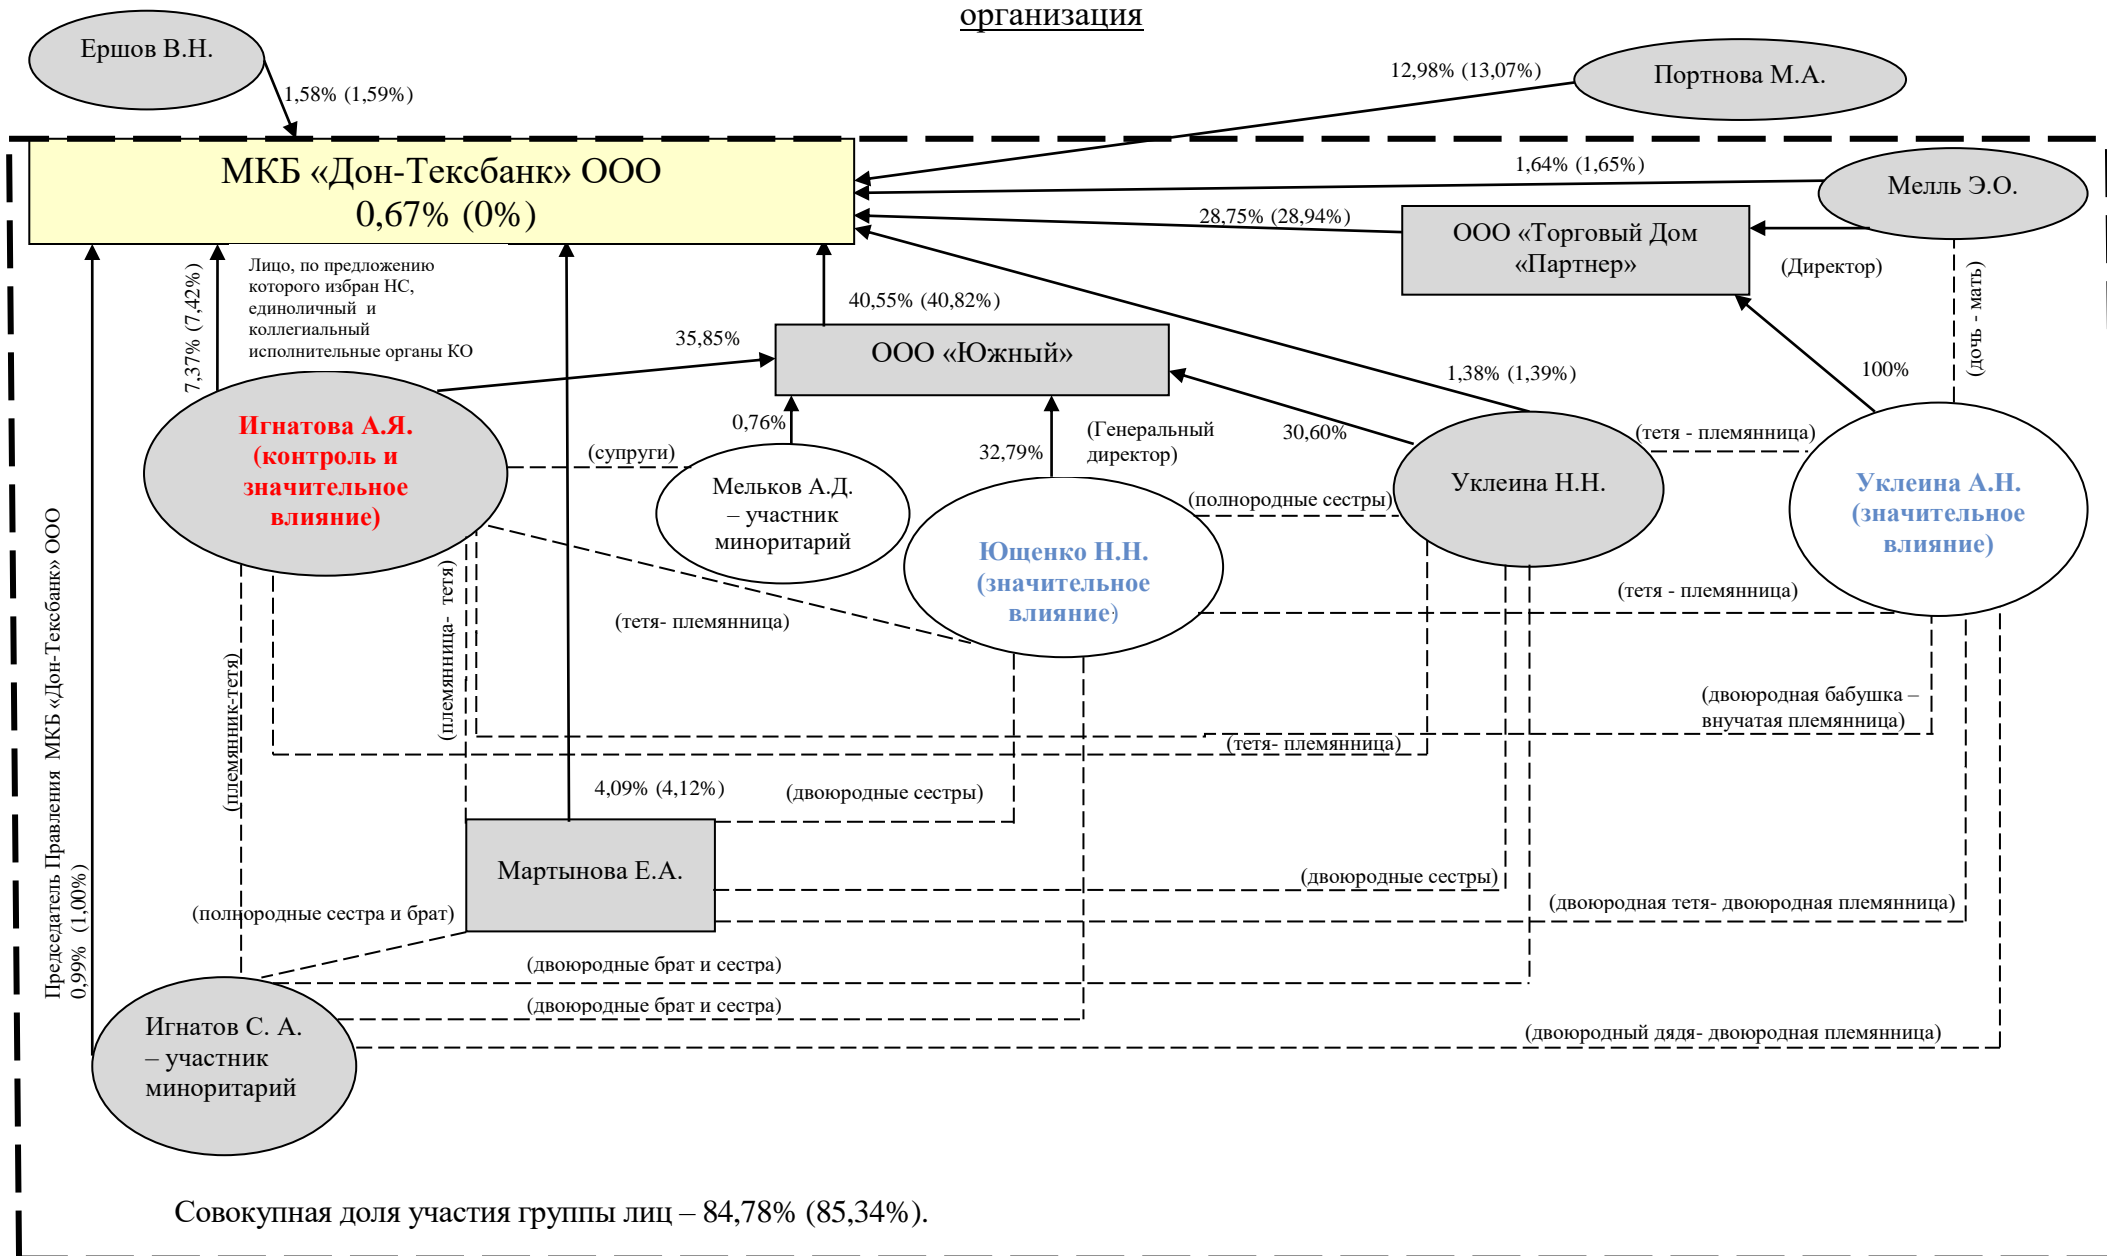 организация
Ершов В.Н.
1,58% (1,59%)
12,98% (13,07%)
Портнова М.А.
МКБ «Дон-Тексбанк» ООО
0,67% (0%)
1,64% (1,65%)
Мелль Э.О.
28,75% (28,94%)
ООО «Торговый Дом
«Партнер»
(Директор)
(дочь - мать)
7,37% (7,42%)
Лицо, по предложению
которого избран НС,
единоличный и
коллегиальный
исполнительные органы КО
40,55% (40,82%)
35,85%
ООО «Южный»
1,38% (1,39%)
100%
Игнатова А.Я.
(контроль и
значительное
влияние)
(супруги)
0,76%
Мельков А.Д.
– участник
миноритарий
32,79%
(Генеральный
директор)
30,60%
Ющенко Н.Н.
(значительное
влияние)
(полнородные сестры)
Уклеина Н.Н.
(тетя - племянница)
Уклеина А.Н.
(значительное
влияние)
(тетя - племянница)
(тетя- племянница)
(племянница- тетя)
(племянник-тетя)
(двоюродная бабушка –
внучатая племянница)
(тетя- племянница)
Председатель Правления МКБ «Дон-Тексбанк» ООО
0,99% (1,00%)
4,09% (4,12%)
(двоюродные сестры)
Мартынова Е.А.
(двоюродные сестры)
(двоюродная тетя- двоюродная племянница)
(полнородные сестра и брат)
(двоюродные брат и сестра)
(двоюродные брат и сестра)
(двоюродный дядя- двоюродная племянница)
Игнатов С. А.
– участник
миноритарий
Совокупная доля участия группы лиц – 84,78% (85,34%).